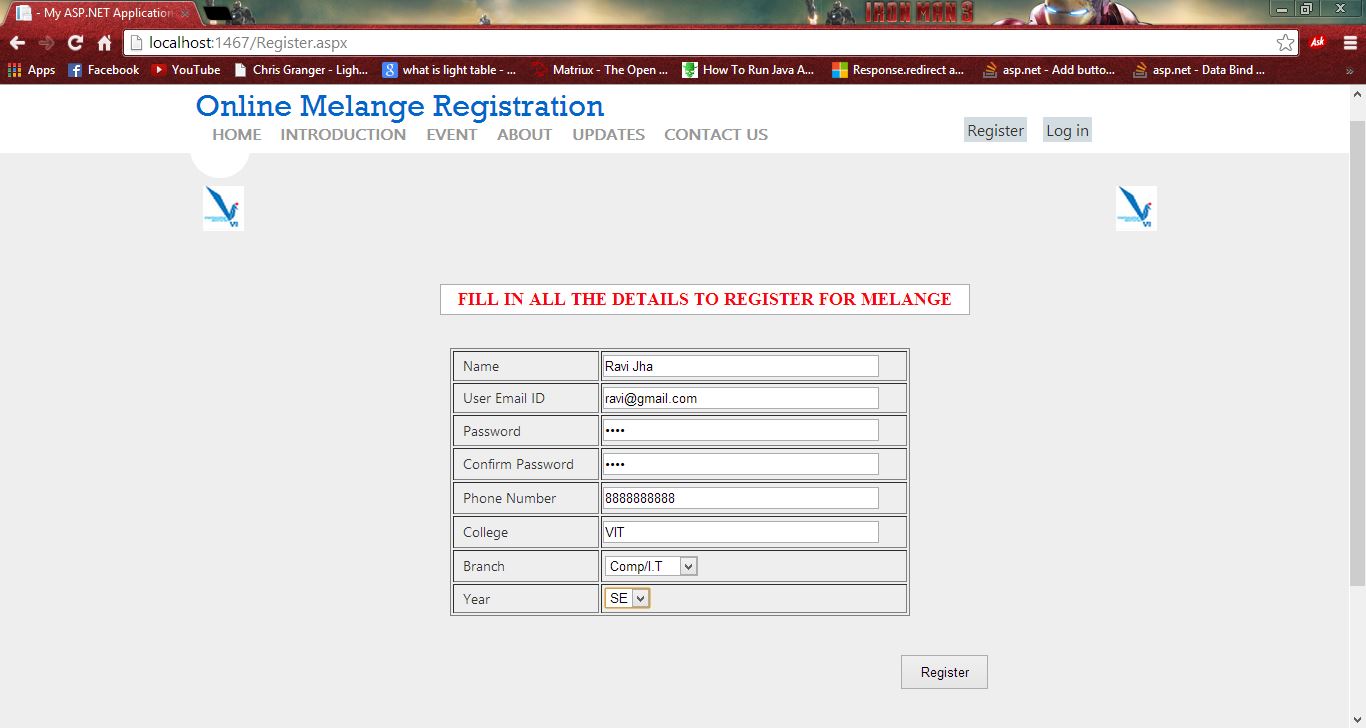 - My ASP.NET Application
IRON MAN 3
localhost:1467/Register.aspx
Ask
Apps Facebook YouTube Chris Granger - Ligh... what is light table - ... Matriux - The Open ... How To Run Java A... Response.redirect a... asp.net - Add butto... asp.net - Data Bind ... »
Online Melange Registration
HOME INTRODUCTION EVENT ABOUT UPDATES CONTACT US
Register Log in
VI VI
FILL IN ALL THE DETAILS TO REGISTER FOR MELANGE
Name Ravi Jha
User Email ID ravi@gmail.com
Password ••••
Confirm Password ••••
Phone Number 8888888888
College VIT
Branch Comp/I.T
Year SE
Register